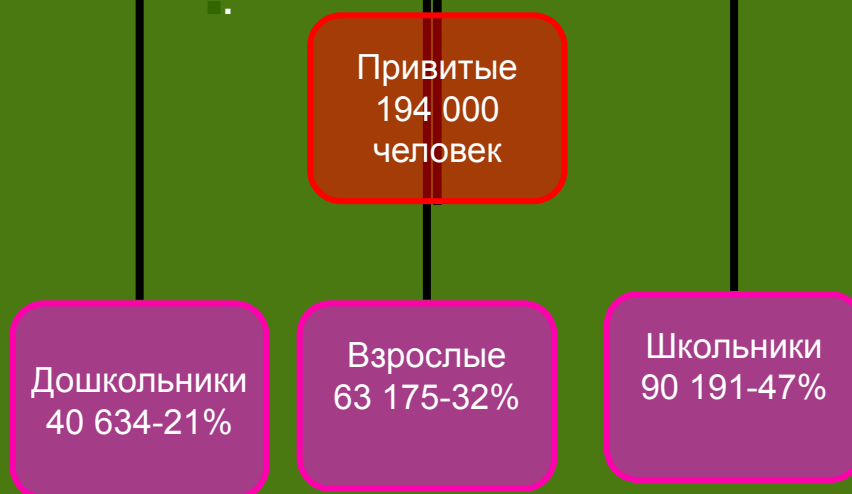 .
Привитые
194 000
человек
Дошкольники
40 634-21%
Взрослые
63 175-32%
Школьники
90 191-47%